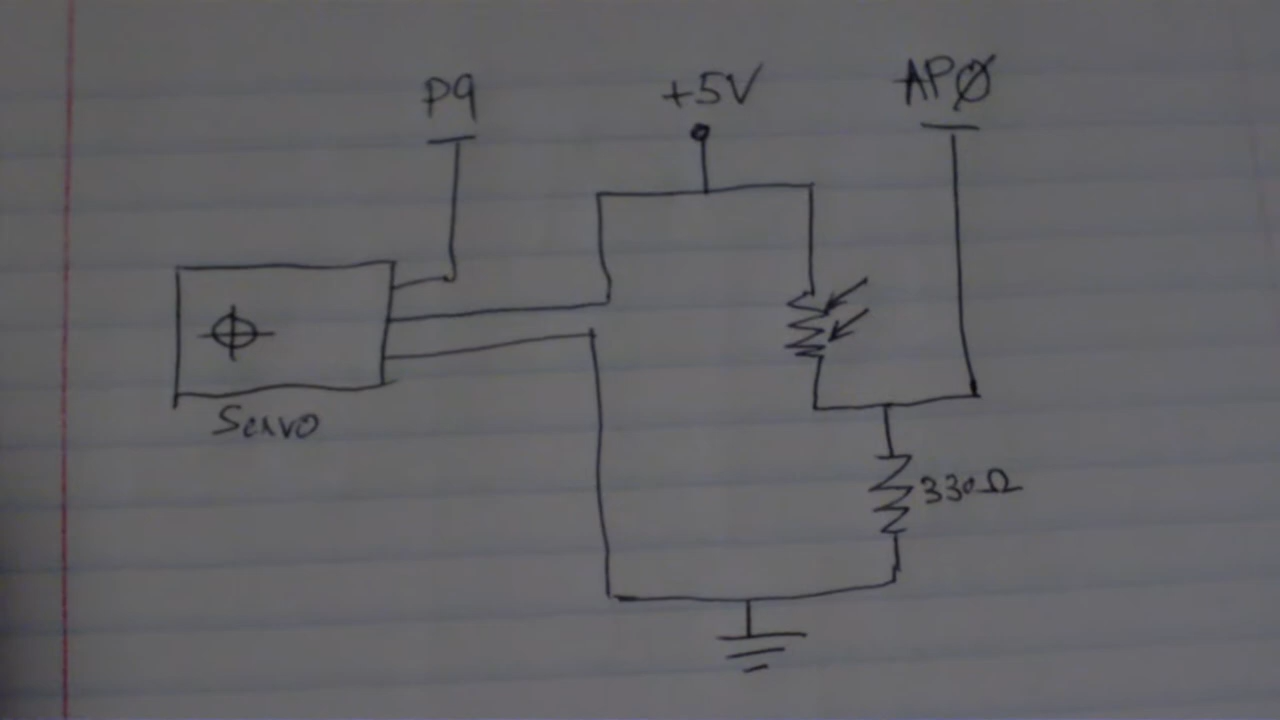 P9
+5V
APØ
Servo
330Ω